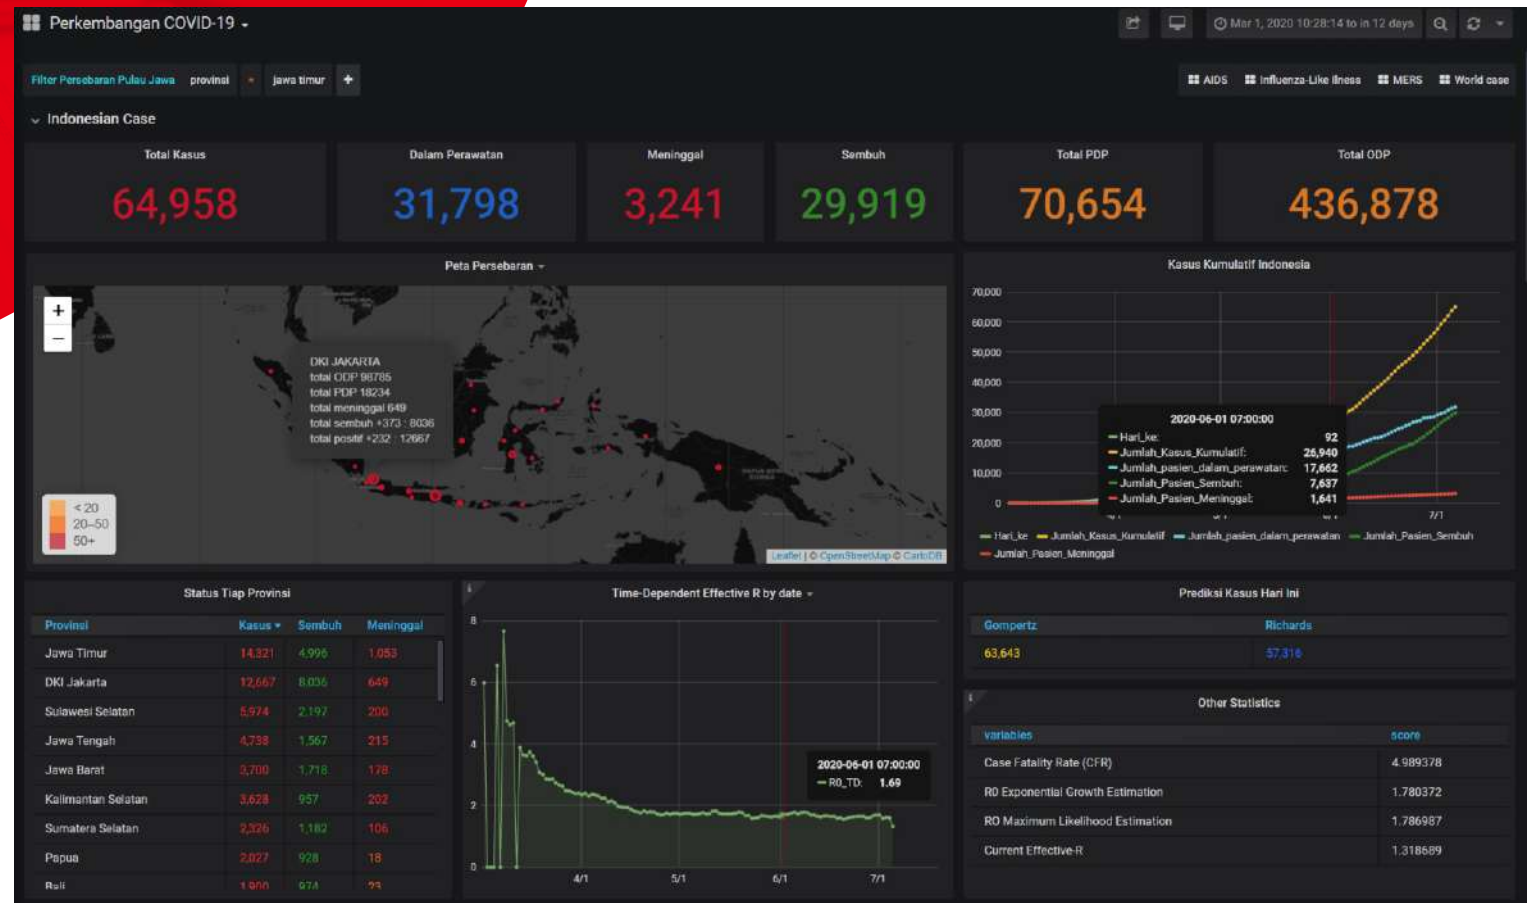 Perkembangan COVID-19
Mar 1, 2020 10:28:14 to in 12 days
Filter Persebaran Pulau Jawa provinsi jawa timur +
AIDS Influenza-Like Ilness MERS World case
Indonesian Case
Total Kasus
64,958
Dalam Perawatan
31,798
Meninggal
3,241
Sembuh
29,919
Total PDP
70,654
Total ODP
436,878
Peta Persebaran
+
−
DKI JAKARTA
total ODP 98785
total PDP 18234
total meninggal 649
total sembuh +373 : 8036
total positif +232 : 12667
< 20
20–50
50+
Leaflet | © OpenStreetMap © CartoDB
Kasus Kumulatif Indonesia
70,000
60,000
50,000
40,000
30,000
20,000
10,000
0
2020-06-01 07:00:00
Hari_ke: 92
Jumlah_Kasus_Kumulatif: 26,940
Jumlah_pasien_dalam_perawatan: 17,662
Jumlah_Pasien_Sembuh: 7,637
Jumlah_Pasien_Meninggal: 1,641
7/1
Hari_ke Jumlah_Kasus_Kumulatif Jumlah_pasien_dalam_perawatan Jumlah_Pasien_Sembuh
Jumlah_Pasien_Meninggal
Status Tiap Provinsi
Provinsi Kasus Sembuh Meninggal
Jawa Timur 14,321 4,996 1,053
DKI Jakarta 12,667 8,036 649
Sulawesi Selatan 5,974 2,197 200
Jawa Tengah 4,738 1,567 215
Jawa Barat 3,700 1,718 178
Kalimantan Selatan 3,628 957 202
Sumatera Selatan 2,326 1,182 106
Papua 2,027 928 18
Bali 1,900 974 23
Time-Dependent Effective R by date
8
6
4
2
0
4/1 5/1 6/1 7/1
2020-06-01 07:00:00
R0_TD: 1.69
Prediksi Kasus Hari Ini
Gompertz Richards
63,643 57,316
Other Statistics
variables score
Case Fatality Rate (CFR) 4.989378
R0 Exponential Growth Estimation 1.780372
R0 Maximum Likelihood Estimation 1.786987
Current Effective-R 1.318689